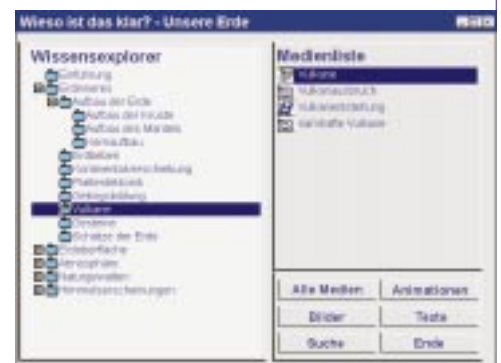 Wieso ist das klar? - Unsere Erde
Wissensexplorer
Einführung
Erdinneres
Aufbau der Erde
Aufbau der Kruste
Aufbau des Mantels
Kernaufbau
Erdbeben
Kontinentalverschiebung
Plattentektonik
Gebirgsbildung
Vulkane
Gesteine
Schätze der Erde
Erdoberfläche
Atmosphäre
Naturgewalten
Himmelserscheinungen
Medienliste
Vulkane
Vulkanausbruch
Vulkanentstehung
namhafte Vulkane
Alle Medien
Animationen
Bilder
Texte
Suche
Ende